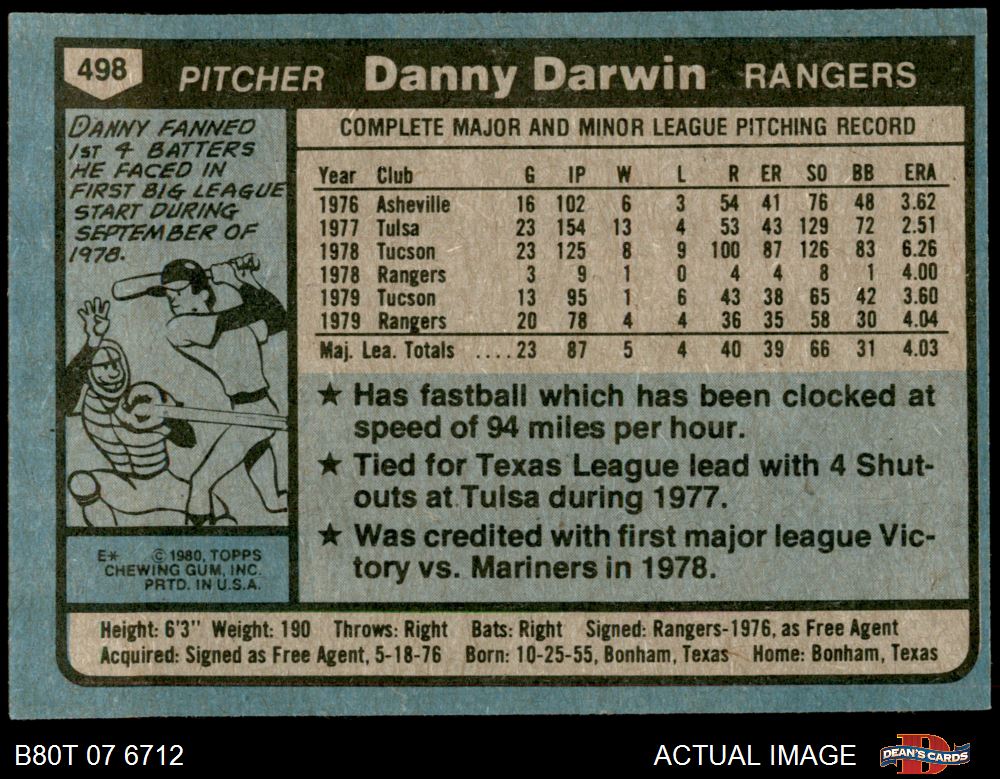 498 PITCHER Danny Darwin RANGERS
DANNY FANNED
1ST 4 BATTERS
HE FACED IN
FIRST BIG LEAGUE
START DURING
SEPTEMBER OF
1978.
COMPLETE MAJOR AND MINOR LEAGUE PITCHING RECORD
Year Club G IP W L R ER SO BB ERA
1976 Asheville 16 102 6 3 54 41 76 48 3.62
1977 Tulsa 23 154 13 4 53 43 129 72 2.51
1978 Tucson 23 125 8 9 100 87 126 83 6.26
1978 Rangers 3 9 1 0 4 4 8 1 4.00
1979 Tucson 13 95 1 6 43 38 65 42 3.60
1979 Rangers 20 78 4 4 36 35 58 30 4.04
Maj. Lea. Totals ....23 87 5 4 40 39 66 31 4.03
★ Has fastball which has been clocked at
speed of 94 miles per hour.
★ Tied for Texas League lead with 4 Shut-
outs at Tulsa during 1977.
★ Was credited with first major league Vic-
tory vs. Mariners in 1978.
E* © 1980, TOPPS
CHEWING GUM, INC.
PRTD. IN U.S.A.
Height: 6'3" Weight: 190 Throws: Right Bats: Right Signed: Rangers-1976, as Free Agent
Acquired: Signed as Free Agent, 5-18-76 Born: 10-25-55, Bonham, Texas Home: Bonham, Texas
B80T 07 6712 ACTUAL IMAGE DEAN'S CARDS